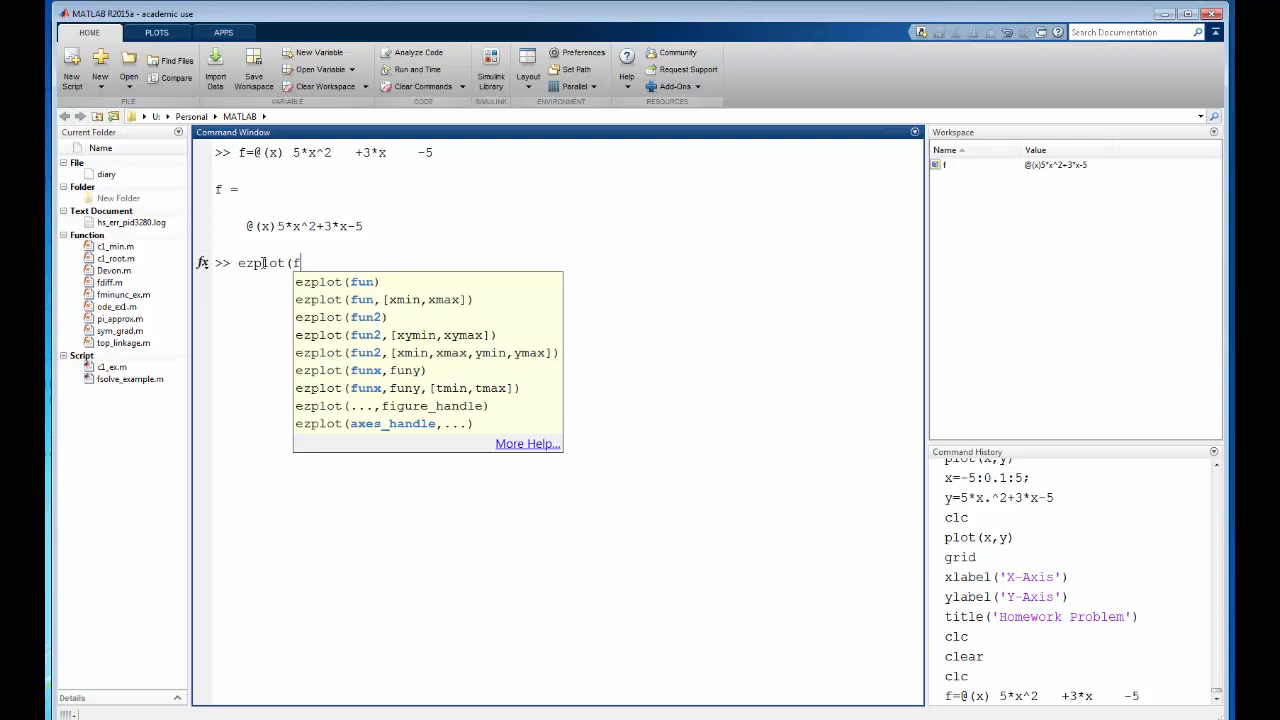 MATLAB R2015a - academic use
HOME PLOTS APPS
Search Documentation
New Script
New
Open
Find Files
Compare
Import Data
Save Workspace
New Variable
Open Variable
Clear Workspace
Analyze Code
Run and Time
Clear Commands
Simulink Library
Layout
Preferences
Set Path
Parallel
Help
Community
Request Support
Add-Ons
FILE VARIABLE CODE SIMULINK ENVIRONMENT RESOURCES
U: Personal MATLAB
Current Folder
Name
File
diary
Folder
New Folder
Text Document
hs_err_pid3280.log
Function
c1_min.m
c1_root.m
Devon.m
fdiff.m
fminunc_ex.m
ode_ex1.m
pi_approx.m
sym_grad.m
top_linkage.m
Script
c1_ex.m
fsolve_example.m
Details
Command Window
>> f=@(x) 5*x^2   +3*x    -5
f =
@(x)5*x^2+3*x-5
fx >> ezplot(f
ezplot(fun)
ezplot(fun,[xmin,xmax])
ezplot(fun2)
ezplot(fun2,[xymin,xymax])
ezplot(fun2,[xmin,xmax,ymin,ymax])
ezplot(funx,funy)
ezplot(funx,funy,[tmin,tmax])
ezplot(...,figure_handle)
ezplot(axes_handle,...)
More Help...
Workspace
Name Value
f @(x)5*x^2+3*x-5
Command History
plot(x,y)
x=-5:0.1:5;
y=5*x.^2+3*x-5
clc
plot(x,y)
grid
xlabel('X-Axis')
ylabel('Y-Axis')
title('Homework Problem')
clc
clear
clc
f=@(x) 5*x^2   +3*x    -5